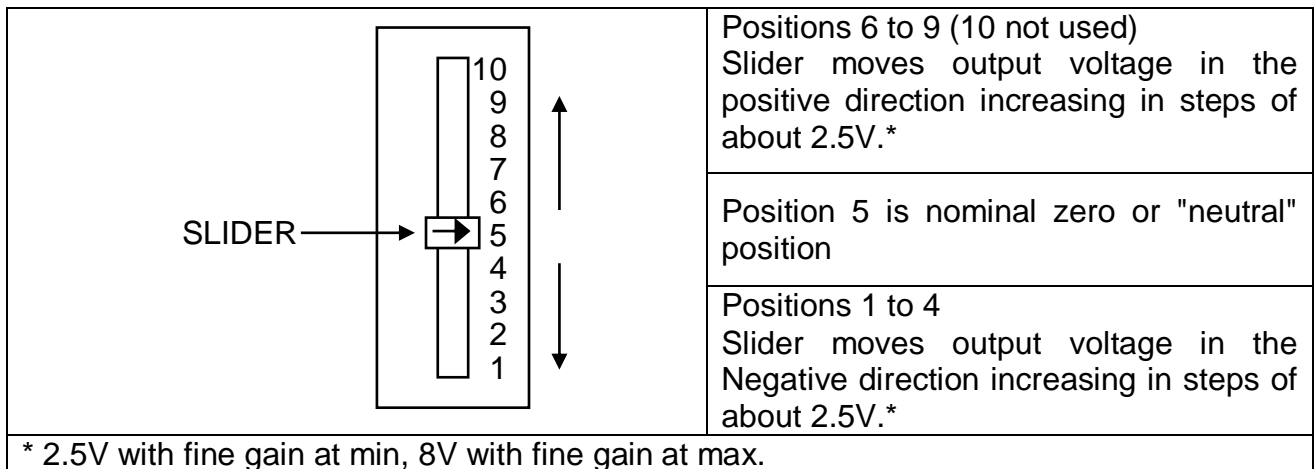 10
9
8
7
6
SLIDER 5
4
3
2
1
Positions 6 to 9 (10 not used)
Slider moves output voltage in the
positive direction increasing in steps of
about 2.5V.*
Position 5 is nominal zero or "neutral"
position
Positions 1 to 4
Slider moves output voltage in the
Negative direction increasing in steps of
about 2.5V.*
* 2.5V with fine gain at min, 8V with fine gain at max.